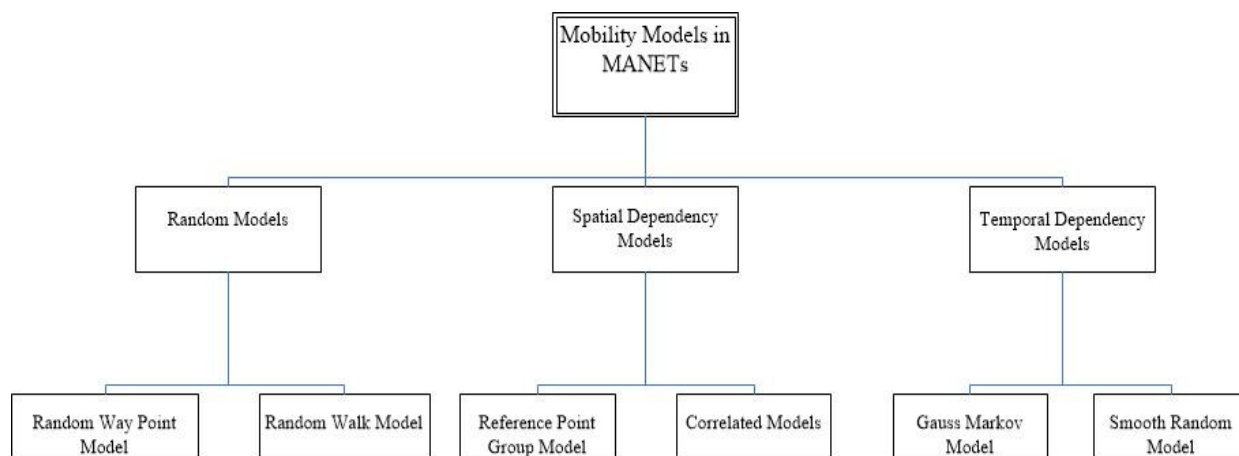 Mobility Models in
MANETs
Random Models
Spatial Dependency
Models
Temporal Dependency
Models
Random Way Point
Model
Random Walk Model
Reference Point
Group Model
Correlated Models
Gauss Markov
Model
Smooth Random
Model